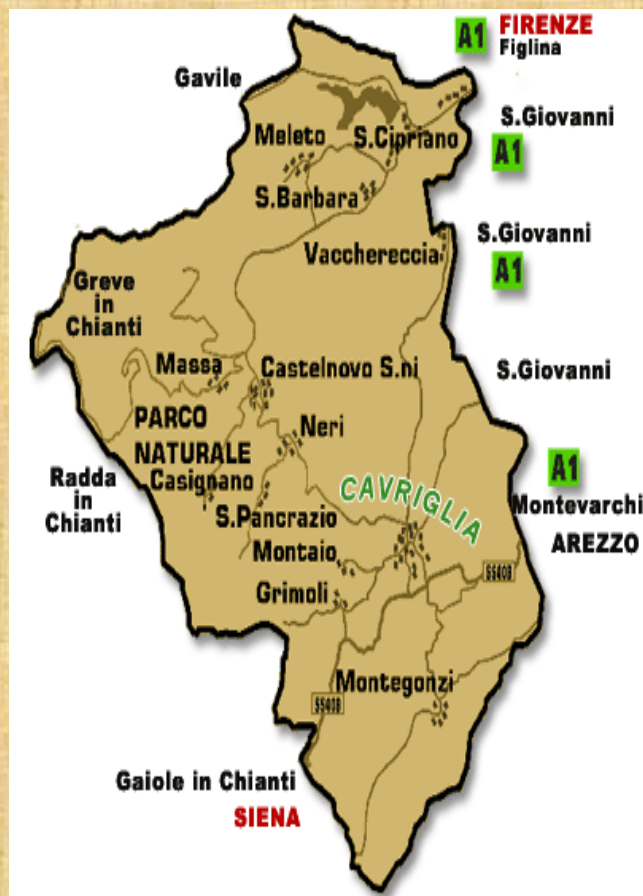 A1 FIRENZE
Figlina
Gavile
S.Giovanni
Meleto
S.Cipriano
A1
S.Barbara
S.Giovanni
Vacchereccia
A1
Greve
in
Chianti
Massa
Castelnovo S.ni
S.Giovanni
PARCO
NATURALE
Neri
Casignano
A1
Radda
in
Chianti
CAVRIGLIA
Montevarchi
S.Pancrazio
AREZZO
Montaio
SS408
Grimoli
Montegonzi
SS408
Gaiole in Chianti
SIENA